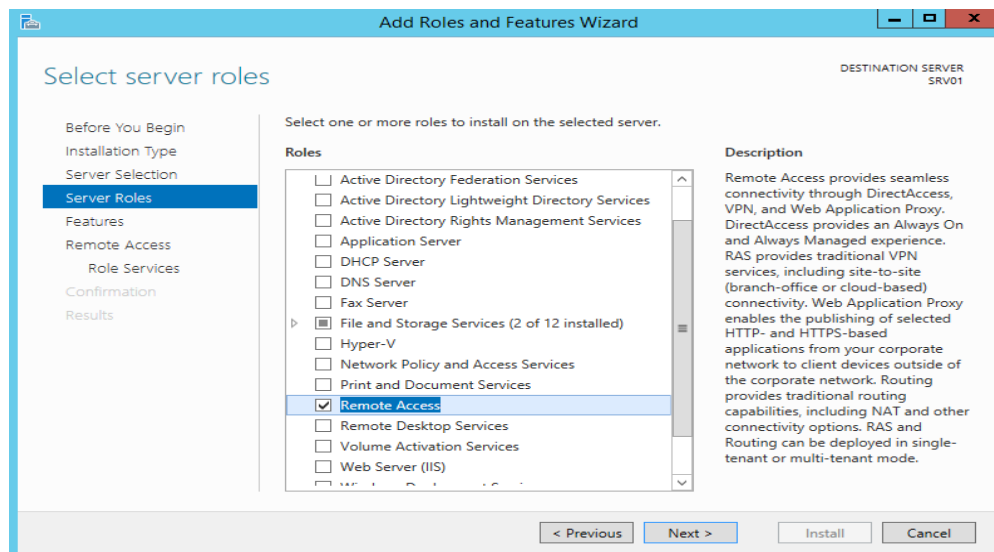 Add Roles and Features Wizard
Select server roles
DESTINATION SERVER
SRV01
Before You Begin
Installation Type
Server Selection
Server Roles
Features
Remote Access
Role Services
Confirmation
Results
Select one or more roles to install on the selected server.
Roles
Active Directory Federation Services
Active Directory Lightweight Directory Services
Active Directory Rights Management Services
Application Server
DHCP Server
DNS Server
Fax Server
File and Storage Services (2 of 12 installed)
Hyper-V
Network Policy and Access Services
Print and Document Services
Remote Access
Remote Desktop Services
Volume Activation Services
Web Server (IIS)
Description
Remote Access provides seamless
connectivity through DirectAccess,
VPN, and Web Application Proxy.
DirectAccess provides an Always On
and Always Managed experience.
RAS provides traditional VPN
services, including site-to-site
(branch-office or cloud-based)
connectivity. Web Application Proxy
enables the publishing of selected
HTTP- and HTTPS-based
applications from your corporate
network to client devices outside of
the corporate network. Routing
provides traditional routing
capabilities, including NAT and other
connectivity options. RAS and
Routing can be deployed in single-
tenant or multi-tenant mode.
< Previous
Next >
Install
Cancel